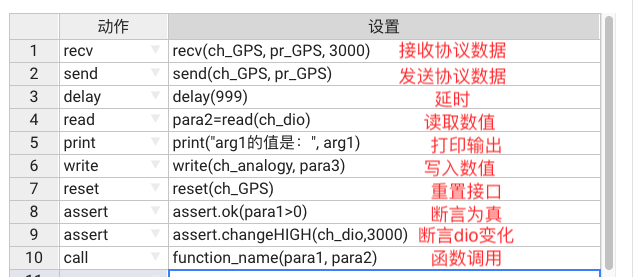 动作 设置
1 recv recv(ch_GPS, pr_GPS, 3000) 接收协议数据
2 send send(ch_GPS, pr_GPS) 发送协议数据
3 delay delay(999) 延时
4 read para2=read(ch_dio) 读取数值
5 print print("arg1的值是：", arg1) 打印输出
6 write write(ch_analogy, para3) 写入数值
7 reset reset(ch_GPS) 重置接口
8 assert assert.ok(para1>0) 断言为真
9 assert assert.changeHIGH(ch_dio,3000) 断言dio变化
10 call function_name(para1, para2) 函数调用